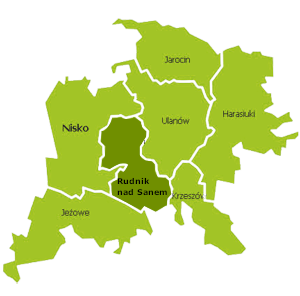 Jarocin
Harasiuki
Ulanów
Nisko
Rudnik
nad Sanem
Krzeszów
Jeżowe